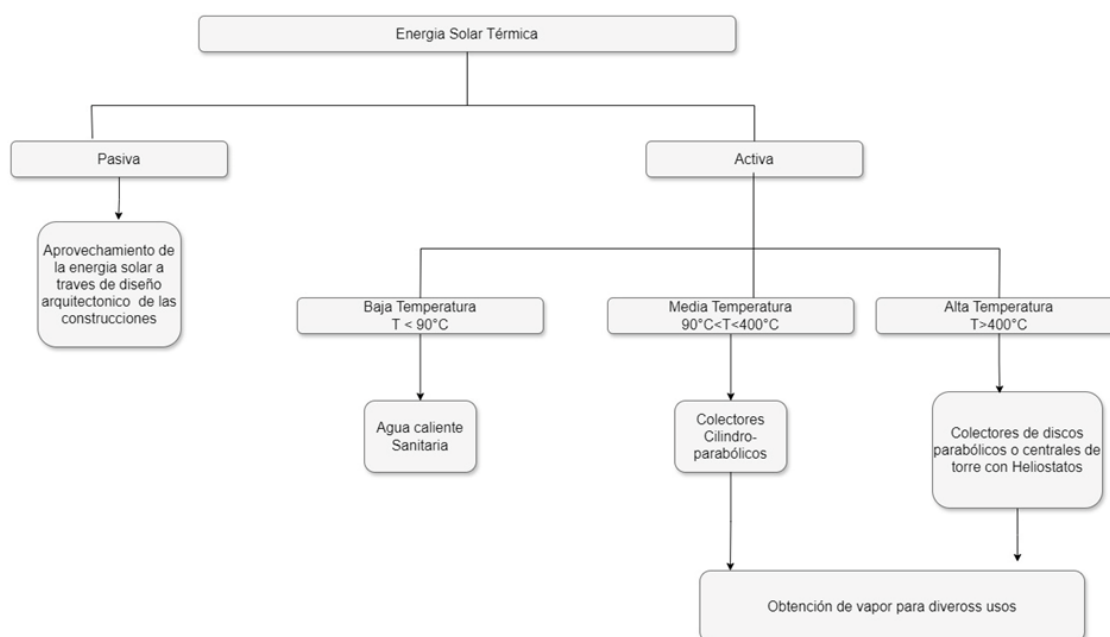 Energia Solar Térmica
Pasiva
Activa
Aprovechamiento de
la energia solar a
traves de diseño
arquitectonico de las
construcciones
Baja Temperatura
T < 90°C
Media Temperatura
90°C<T<400°C
Alta Temperatura
T>400°C
Agua caliente
Sanitaria
Colectores
Cilindro-
parabólicos
Colectores de discos
parabólicos o centrales de
torre con Heliostatos
Obtención de vapor para diveross usos